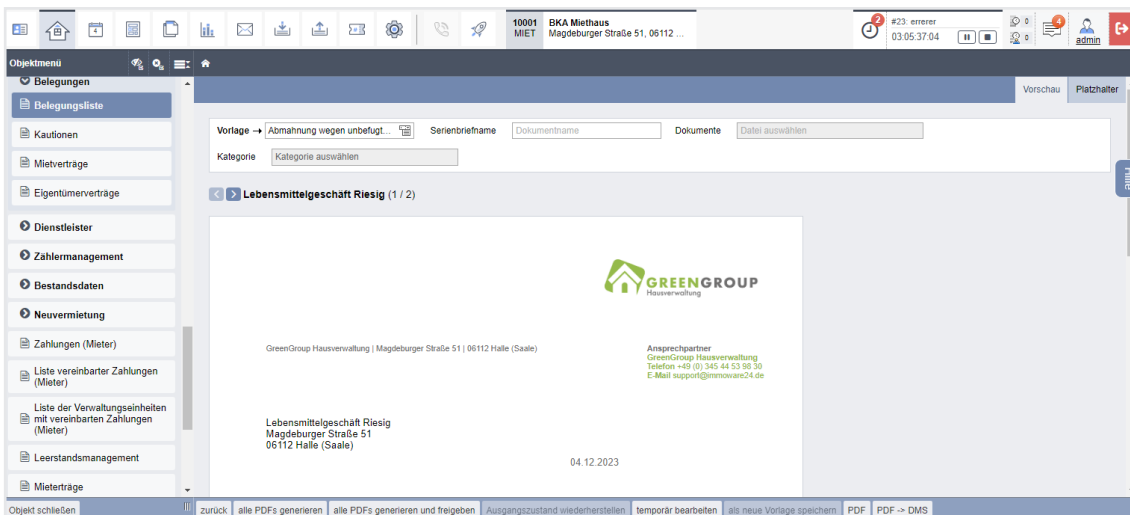 4
10001 BKA Miethaus
MIET Magdeburger Straße 51, 06112 ...
2
#23: errerer
03:05:37:04
0
0
4
admin
Objektmenü
Vorschau Platzhalter
Belegungen
Belegungsliste
Kautionen
Mietverträge
Eigentümerverträge
Dienstleister
Zählermanagement
Bestandsdaten
Neuvermietung
Zahlungen (Mieter)
Liste vereinbarter Zahlungen
(Mieter)
Liste der Verwaltungseinheiten
mit vereinbarten Zahlungen
(Mieter)
Leerstandsmanagement
Mieterträge
Objekt schließen
Vorlage → Abmahnung wegen unbefugt... Serienbriefname Dokumentname Dokumente Datei auswählen
Kategorie Kategorie auswählen
Hilfe
Lebensmittelgeschäft Riesig (1 / 2)
GREENGROUP
Hausverwaltung
GreenGroup Hausverwaltung | Magdeburger Straße 51 | 06112 Halle (Saale)
Ansprechpartner
GreenGroup Hausverwaltung
Telefon +49 (0) 345 44 53 98 30
E-Mail support@immoware24.de
Lebensmittelgeschäft Riesig
Magdeburger Straße 51
06112 Halle (Saale)
04.12.2023
zurück alle PDFs generieren alle PDFs generieren und freigeben Ausgangszustand wiederherstellen temporär bearbeiten als neue Vorlage speichern PDF PDF -> DMS